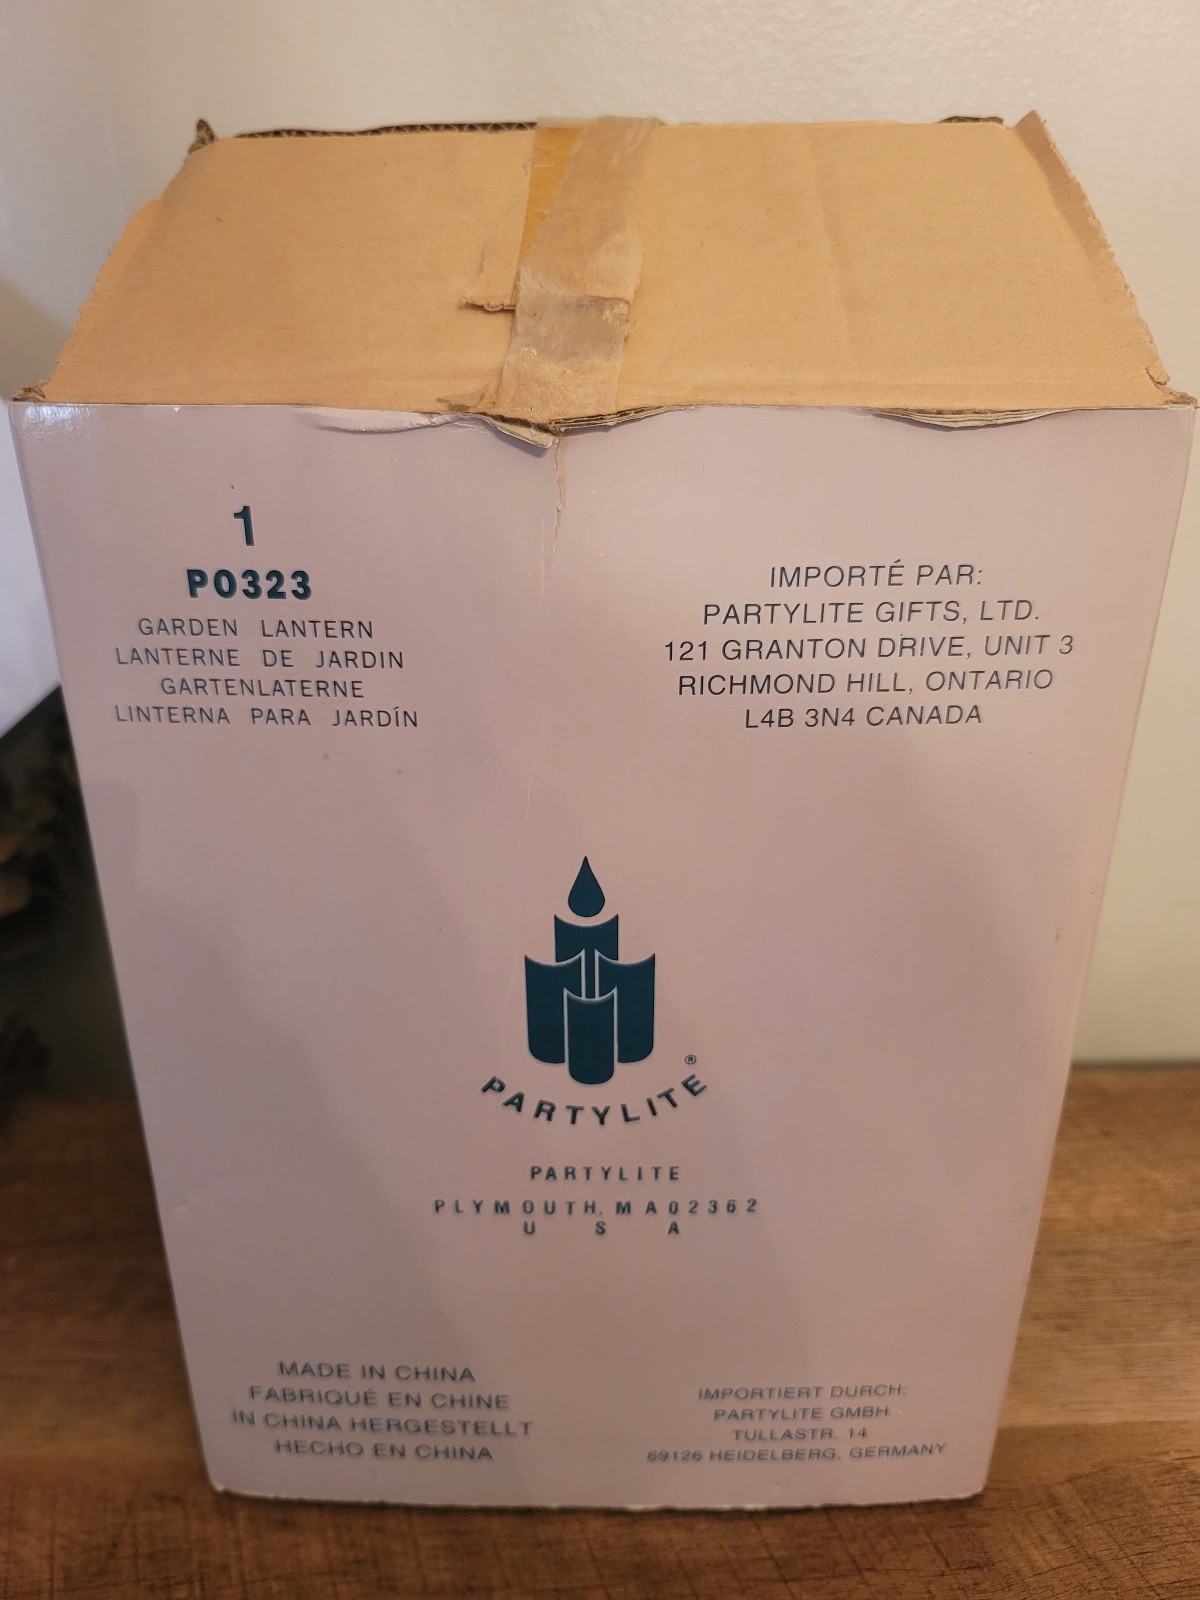 1
P0323
GARDEN LANTERN
LANTERNE DE JARDIN
GARTENLATERNE
LINTERNA PARA JARDÍN
IMPORTÉ PAR:
PARTYLITE GIFTS, LTD.
121 GRANTON DRIVE, UNIT 3
RICHMOND HILL, ONTARIO
L4B 3N4 CANADA
PARTYLITE®
PARTYLITE
PLYMOUTH, MA 02362
USA
MADE IN CHINA
FABRIQUÉ EN CHINE
IN CHINA HERGESTELLT
HECHO EN CHINA
IMPORTIERT DURCH:
PARTYLITE GMBH
TULLASTR. 14
69126 HEIDELBERG, GERMANY